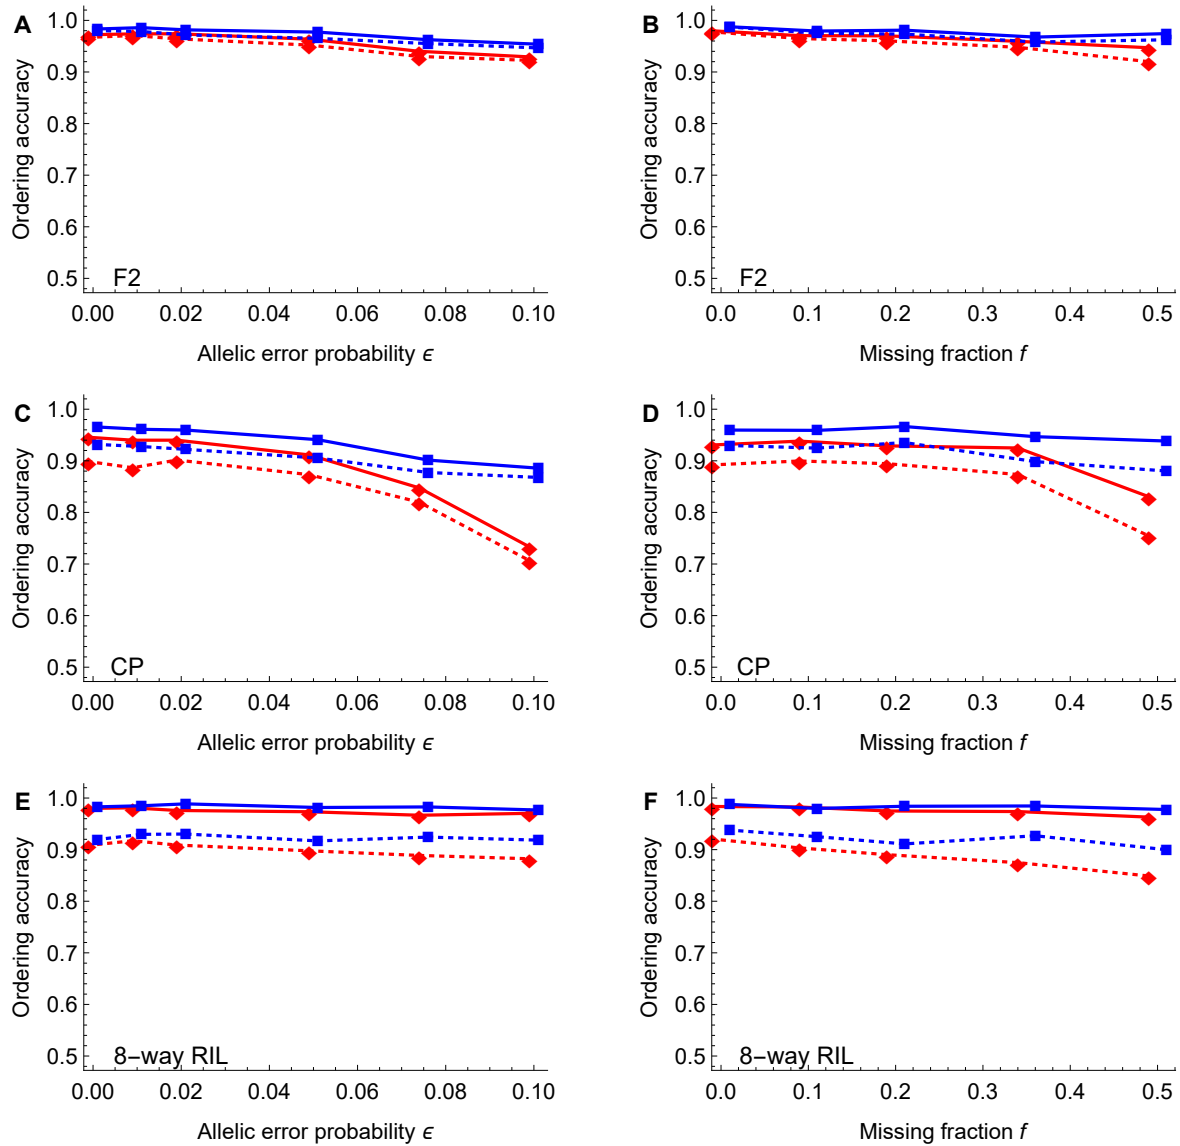 A
Ordering accuracy
1.0
0.9
0.8
0.7
0.6
0.5
F2
0.00 0.02 0.04 0.06 0.08 0.10
Allelic error probability ϵ
B
Ordering accuracy
1.0
0.9
0.8
0.7
0.6
0.5
F2
0.0 0.1 0.2 0.3 0.4 0.5
Missing fraction f
C
Ordering accuracy
1.0
0.9
0.8
0.7
0.6
0.5
CP
0.00 0.02 0.04 0.06 0.08 0.10
Allelic error probability ϵ
D
Ordering accuracy
1.0
0.9
0.8
0.7
0.6
0.5
CP
0.0 0.1 0.2 0.3 0.4 0.5
Missing fraction f
E
Ordering accuracy
1.0
0.9
0.8
0.7
0.6
0.5
8−way RIL
0.00 0.02 0.04 0.06 0.08 0.10
Allelic error probability ϵ
F
Ordering accuracy
1.0
0.9
0.8
0.7
0.6
0.5
8−way RIL
0.0 0.1 0.2 0.3 0.4 0.5
Missing fraction f